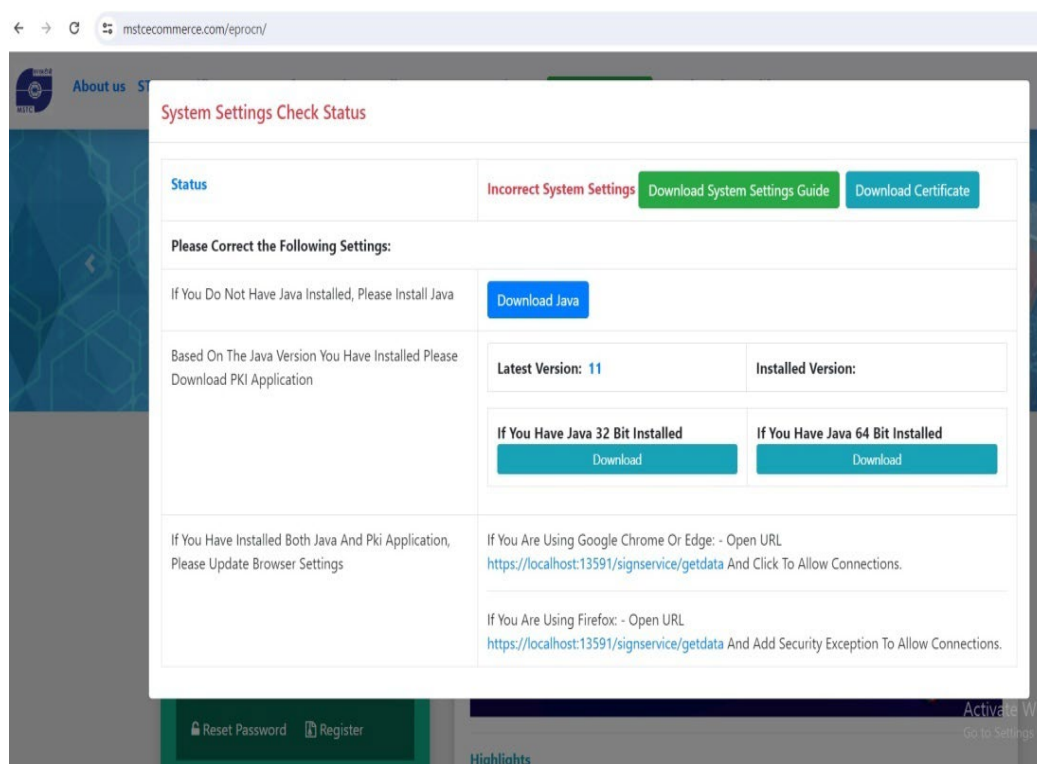 mstcecommerce.com/eprocn/
MSTC
About us
System Settings Check Status
Status
Incorrect System Settings
Download System Settings Guide
Download Certificate
Please Correct the Following Settings:
If You Do Not Have Java Installed, Please Install Java
Download Java
Based On The Java Version You Have Installed Please
Download PKI Application
Latest Version: 11
Installed Version:
If You Have Java 32 Bit Installed
Download
If You Have Java 64 Bit Installed
Download
If You Have Installed Both Java And Pki Application,
Please Update Browser Settings
If You Are Using Google Chrome Or Edge: - Open URL
https://localhost:13591/signservice/getdata And Click To Allow Connections.
If You Are Using Firefox: - Open URL
https://localhost:13591/signservice/getdata And Add Security Exception To Allow Connections.
Reset Password
Register
Highlights
Activate W
Go to Settings